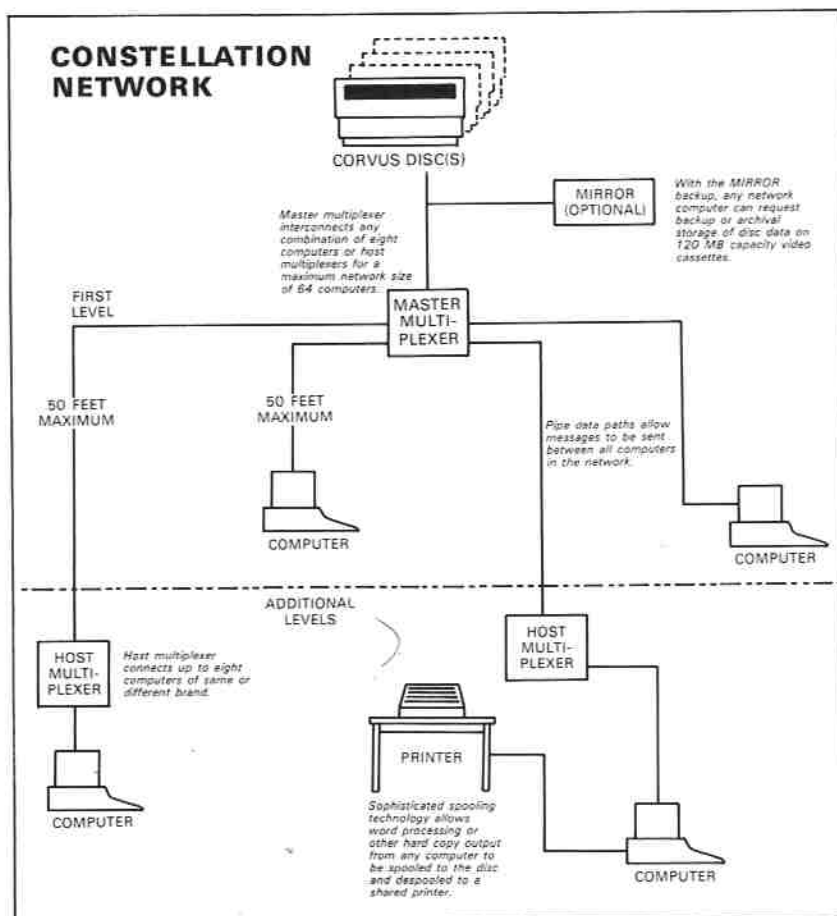 CONSTELLATION
NETWORK
CORVUS DISC(S)
MIRROR
(OPTIONAL)
With the MIRROR
backup, any network
computer can request
backup or archival
storage of disc data on
120 MB capacity video
cassettes.
Master multiplexer
interconnects any
combination of eight
computers or host
multiplexers for a
maximum network size
of 64 computers.
FIRST
LEVEL
MASTER
MULTI-
PLEXER
50 FEET
MAXIMUM
50 FEET
MAXIMUM
Pipe data paths allow
messages to be sent
between all computers
in the network.
COMPUTER
COMPUTER
ADDITIONAL
LEVELS
HOST
MULTI-
PLEXER
Host multiplexer
connects up to eight
computers of same or
different brand.
HOST
MULTI-
PLEXER
PRINTER
COMPUTER
Sophisticated spooling
technology allows
word processing or
other hard copy output
from any computer to
be spooled to the disc
and despooled to a
shared printer.
COMPUTER